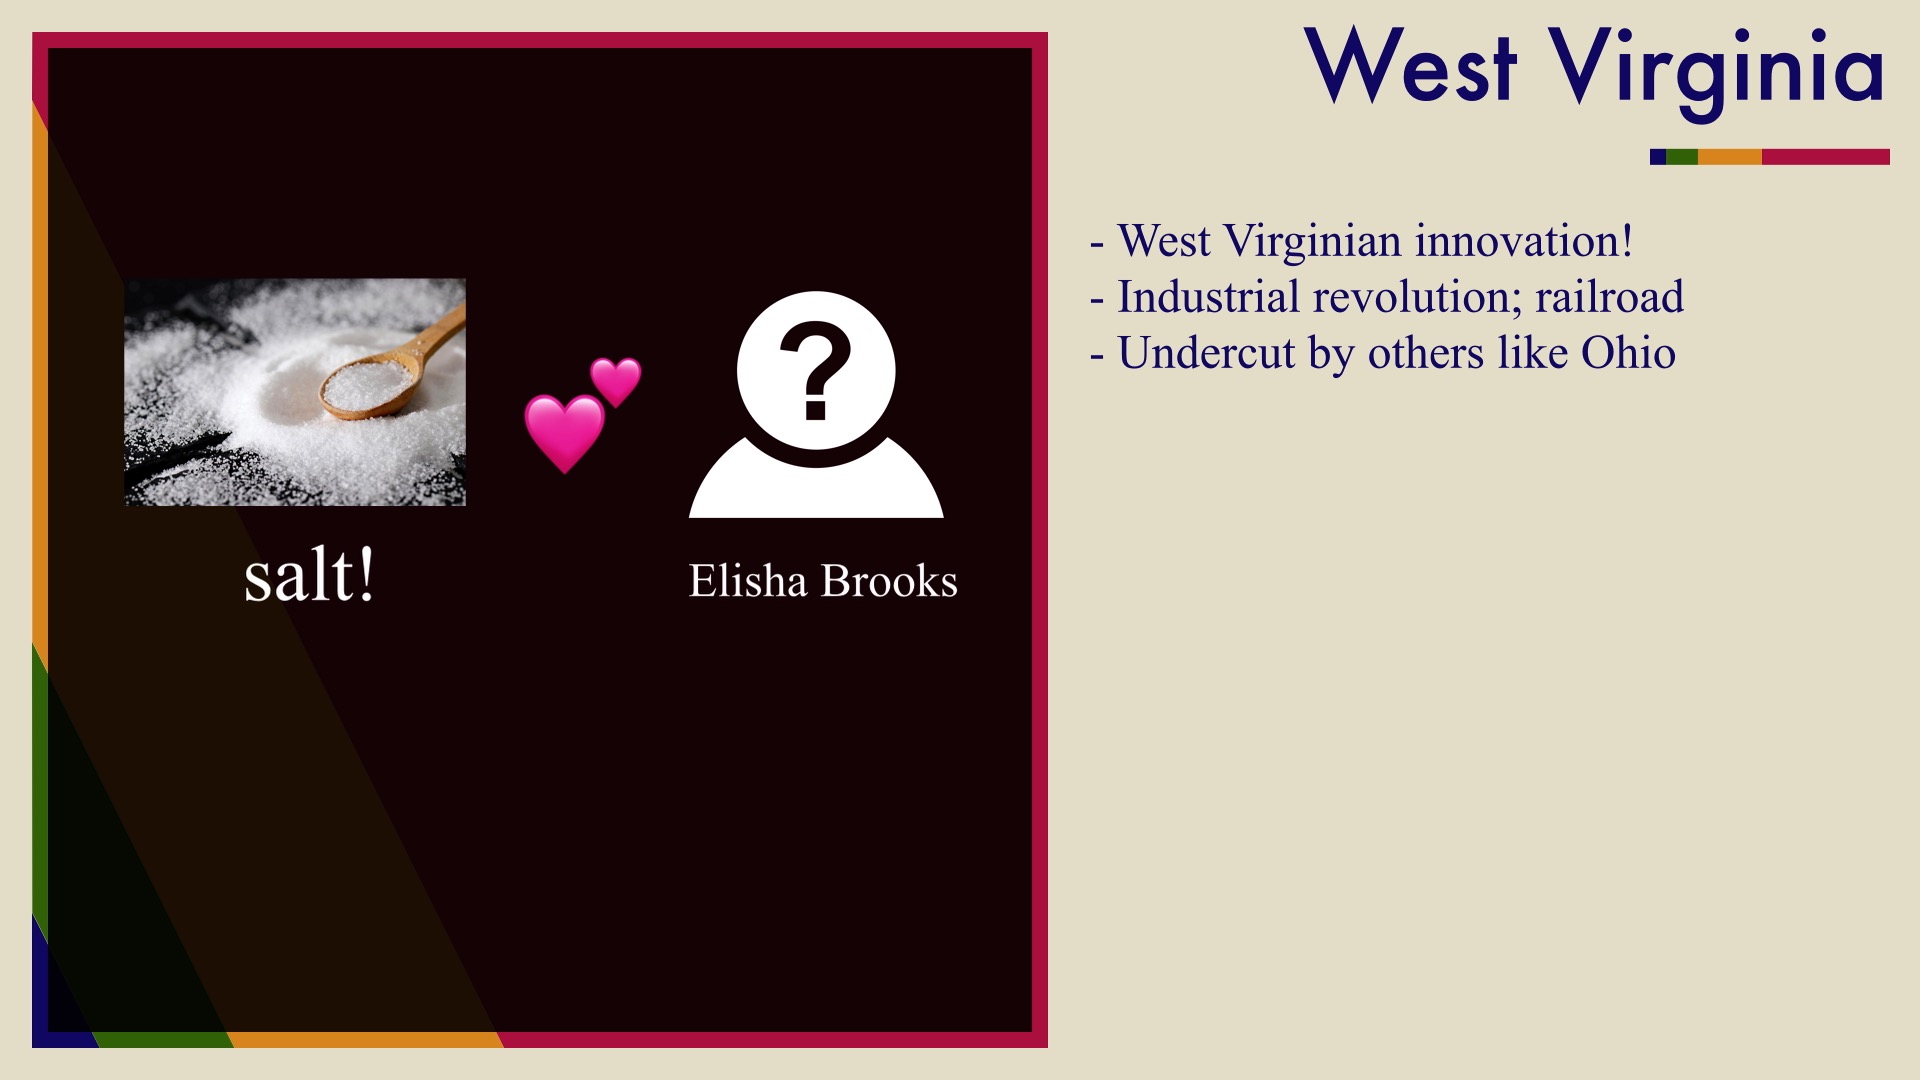 West Virginia
- West Virginian innovation!
- Industrial revolution; railroad
- Undercut by others like Ohio
?
salt!
Elisha Brooks